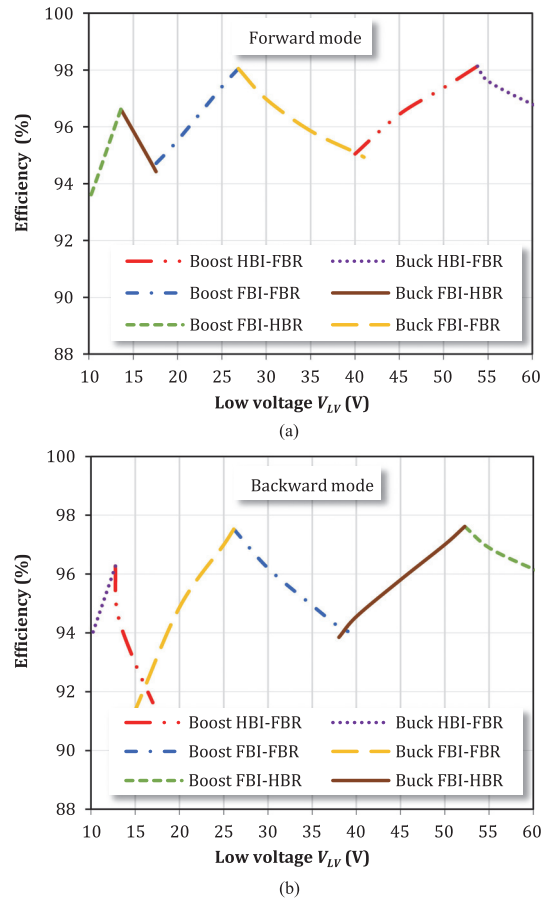 100
Forward mode
98
96
94
92
90
88
Efficiency (%)
Boost HBI-FBR
Buck HBI-FBR
Boost FBI-FBR
Buck FBI-HBR
Boost FBI-HBR
Buck FBI-FBR
10 15 20 25 30 35 40 45 50 55 60
Low voltage V_LV (V)
(a)
100
Backward mode
98
96
94
92
90
88
Efficiency (%)
Boost HBI-FBR
Buck HBI-FBR
Boost FBI-FBR
Buck FBI-FBR
Boost FBI-HBR
Buck FBI-HBR
10 15 20 25 30 35 40 45 50 55 60
Low voltage V_LV (V)
(b)